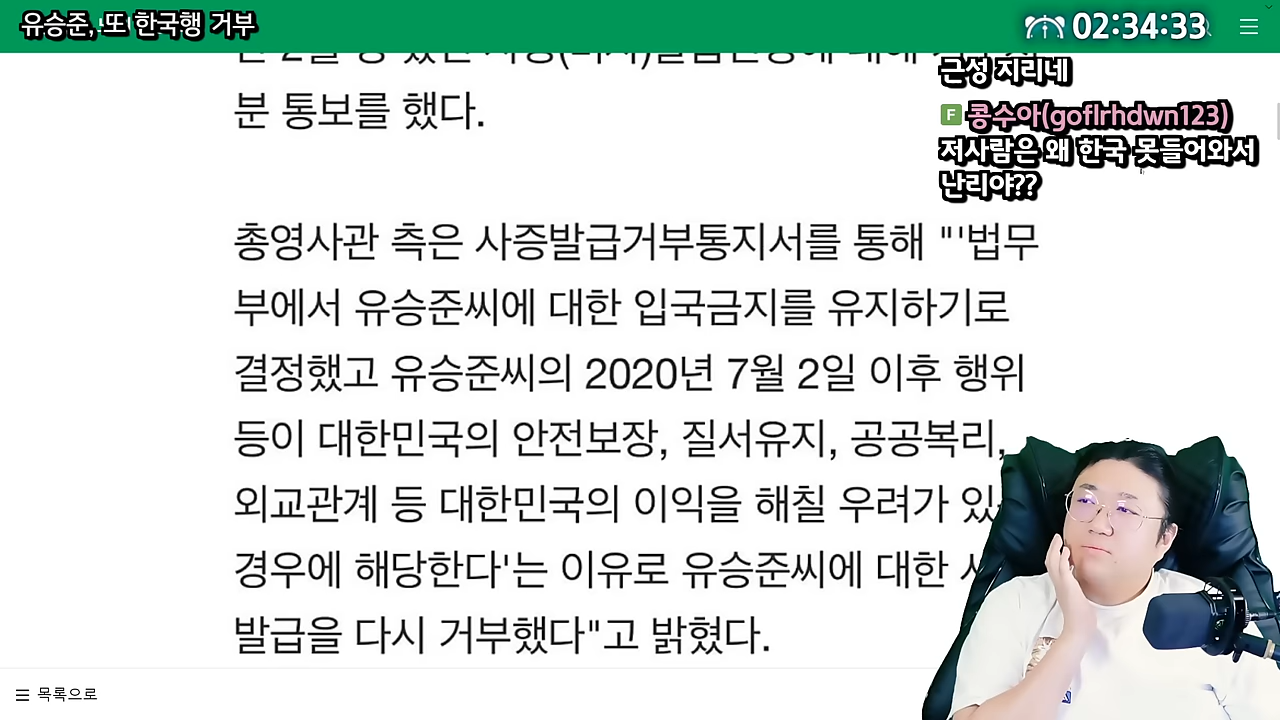 유승준, 또 한국행 거부
02:34:33
근성 지리네
F 콩수아(goflrhdwn123)
저사람은 왜 한국 못들어와서
난리야??
분 통보를 했다.
총영사관 측은 사증발급거부통지서를 통해 "'법무
부에서 유승준씨에 대한 입국금지를 유지하기로
결정했고 유승준씨의 2020년 7월 2일 이후 행위
등이 대한민국의 안전보장, 질서유지, 공공복리,
외교관계 등 대한민국의 이익을 해칠 우려가
경우에 해당한다'는 이유로 유승준씨에 대한
발급을 다시 거부했다"고 밝혔다.
목록으로